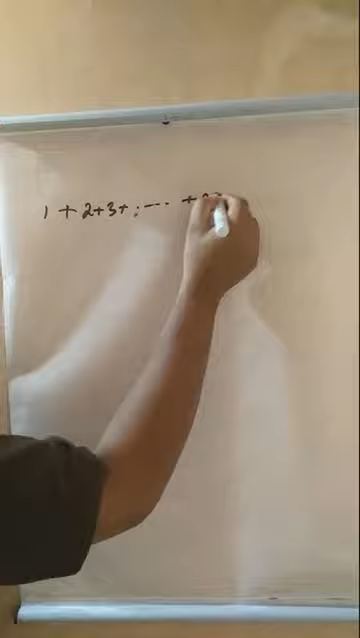 1 + 2+3+ ..... +